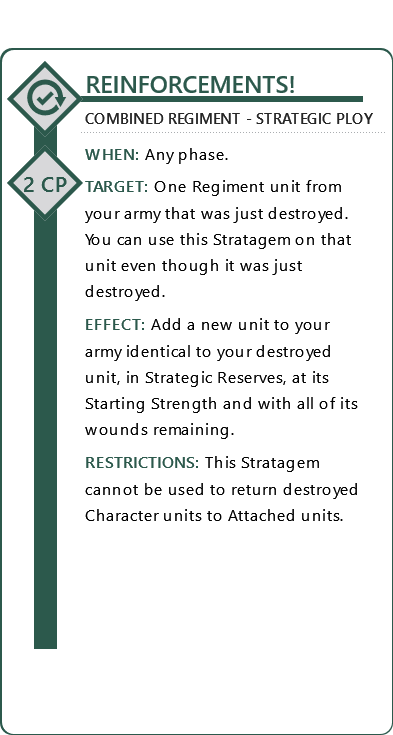 REINFORCEMENTS!
COMBINED REGIMENT - STRATEGIC PLOY
WHEN: Any phase.
2 CP
TARGET: One Regiment unit from
your army that was just destroyed.
You can use this Stratagem on that
unit even though it was just
destroyed.
EFFECT: Add a new unit to your
army identical to your destroyed
unit, in Strategic Reserves, at its
Starting Strength and with all of its
wounds remaining.
RESTRICTIONS: This Stratagem
cannot be used to return destroyed
Character units to Attached units.